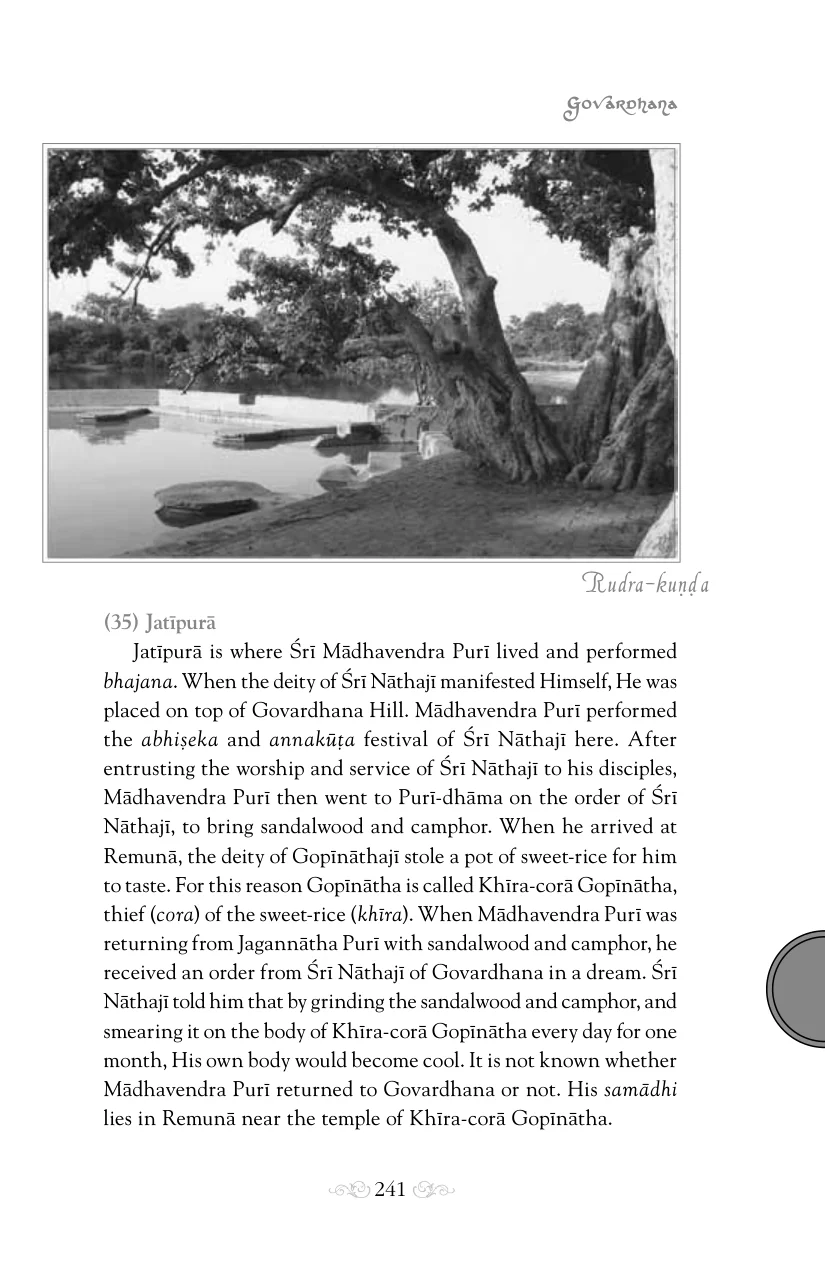 Govardhana
Rudra-kuṇḍa
(35) Jatīpurā
Jatīpurā is where Śrī Mādhavendra Purī lived and performed
bhajana. When the deity of Śrī Nāthajī manifested Himself, He was
placed on top of Govardhana Hill. Mādhavendra Purī performed
the abhiṣeka and annakūṭa festival of Śrī Nāthajī here. After
entrusting the worship and service of Śrī Nāthajī to his disciples,
Mādhavendra Purī then went to Purī-dhāma on the order of Śrī
Nāthajī, to bring sandalwood and camphor. When he arrived at
Remunā, the deity of Gopīnāthajī stole a pot of sweet-rice for him
to taste. For this reason Gopīnātha is called Khīra-corā Gopīnātha,
thief (cora) of the sweet-rice (khīra). When Mādhavendra Purī was
returning from Jagannātha Purī with sandalwood and camphor, he
received an order from Śrī Nāthajī of Govardhana in a dream. Śrī
Nāthajī told him that by grinding the sandalwood and camphor, and
smearing it on the body of Khīra-corā Gopīnātha every day for one
month, His own body would become cool. It is not known whether
Mādhavendra Purī returned to Govardhana or not. His samādhi
lies in Remunā near the temple of Khīra-corā Gopīnātha.
241